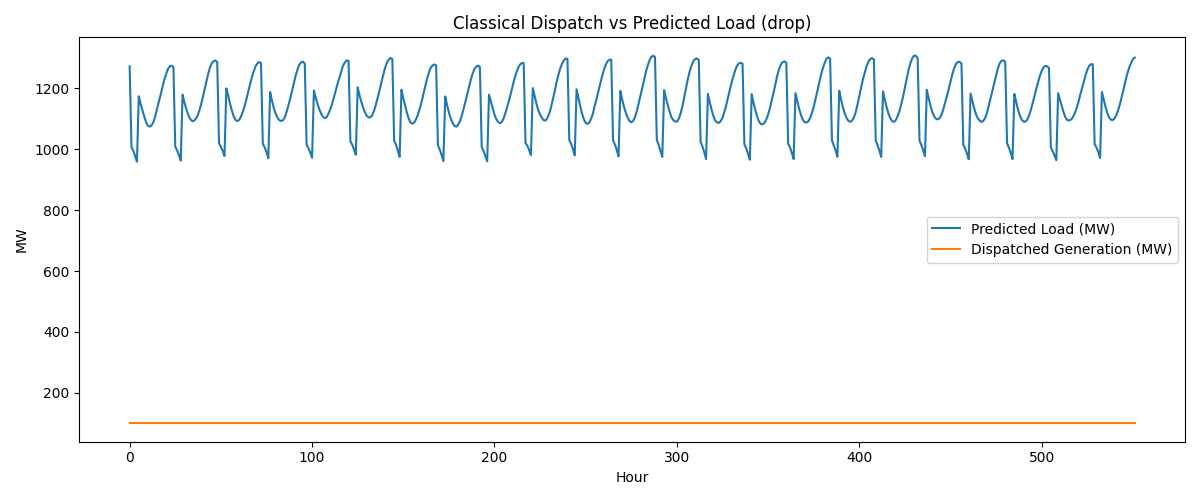 Classical Dispatch vs Predicted Load (drop)
MW
1200
1000
800
600
400
200
Predicted Load (MW)
Dispatched Generation (MW)
0
100
200
300
400
500
Hour